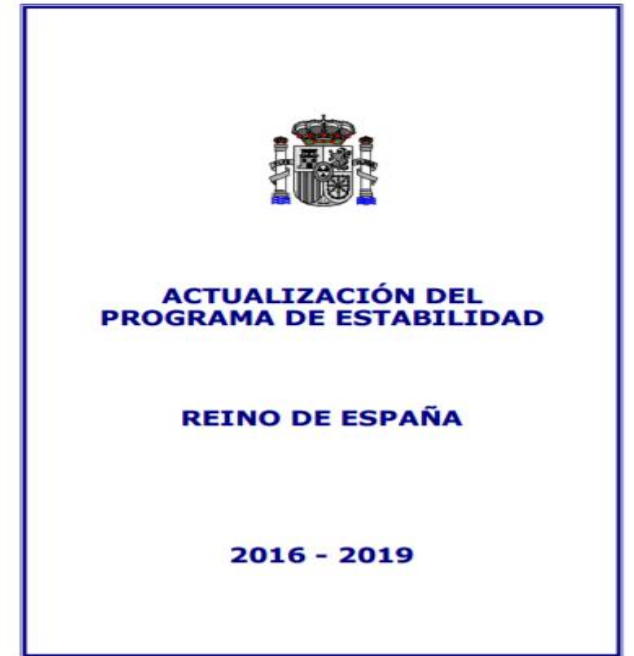 ACTUALIZACIÓN DEL
PROGRAMA DE ESTABILIDAD
REINO DE ESPAÑA
2016 - 2019